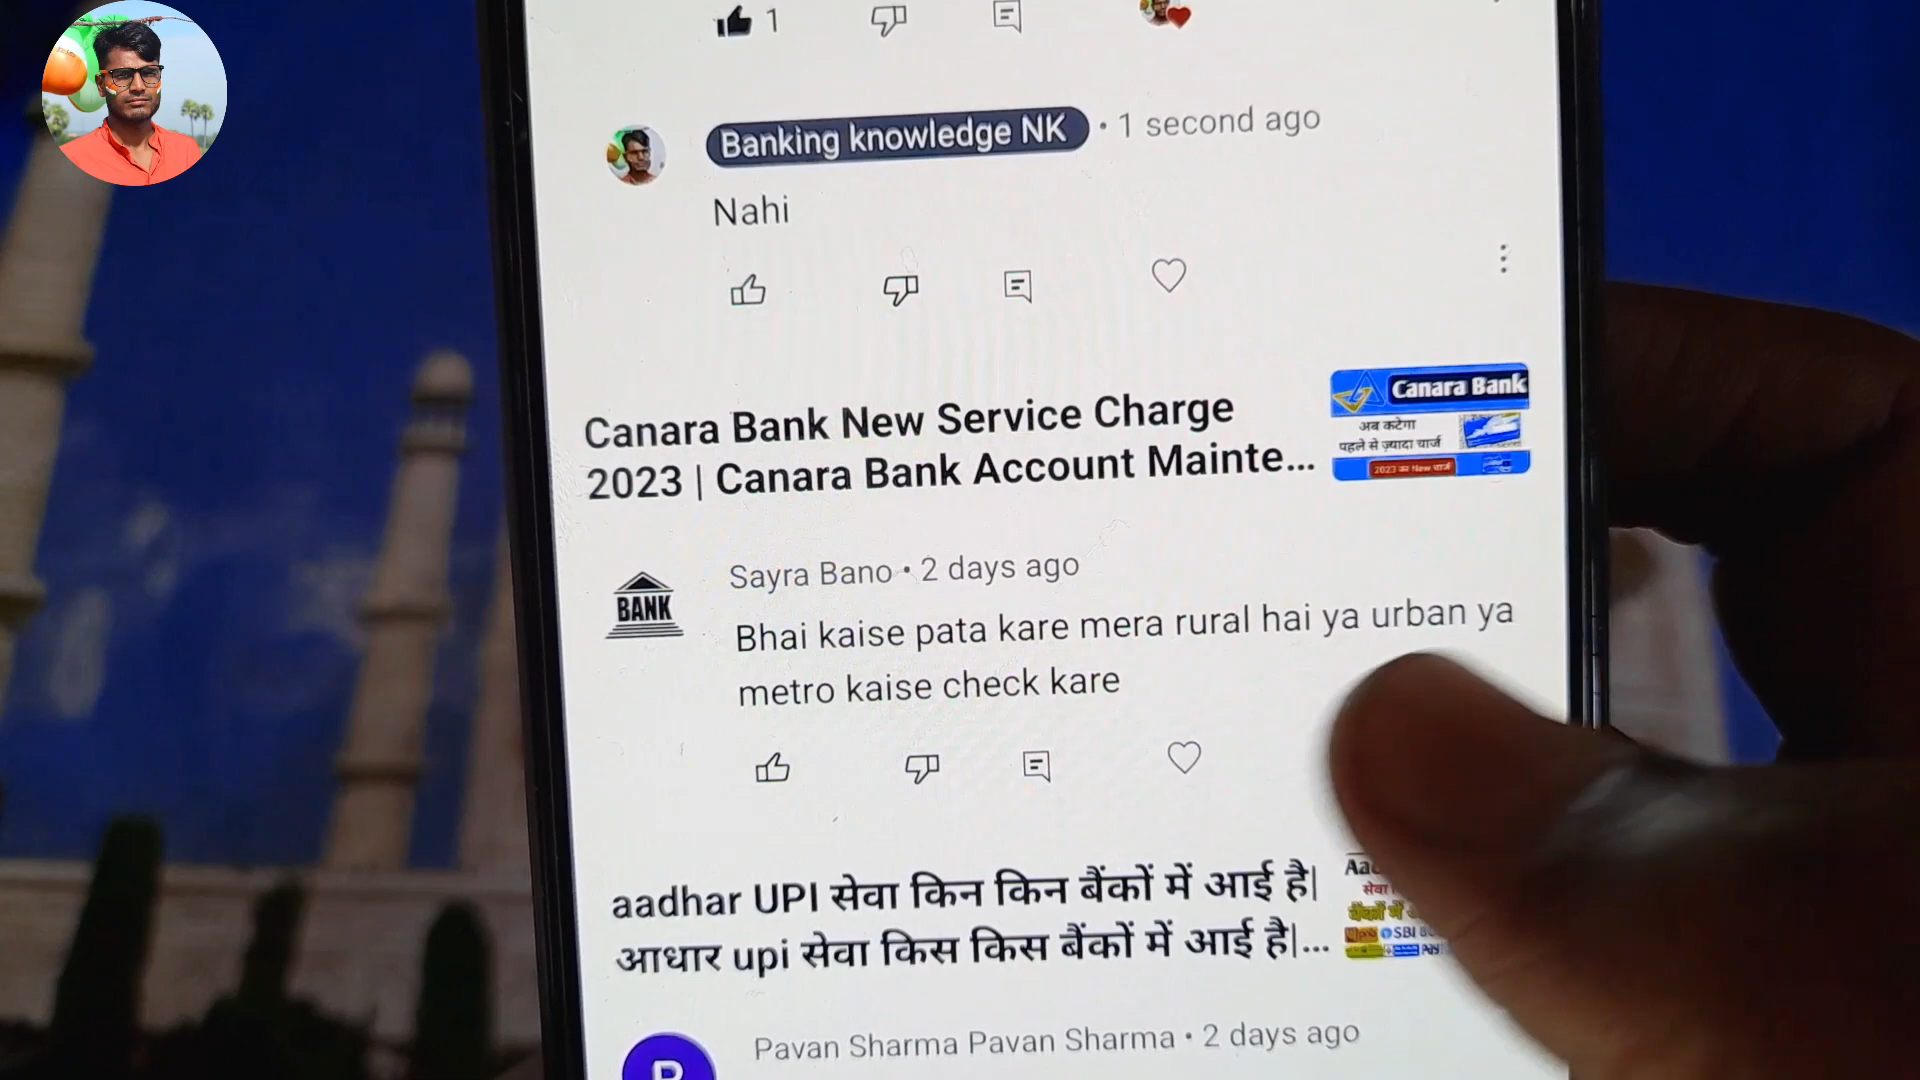 1
Banking knowledge NK • 1 second ago
Nahi
Canara Bank New Service Charge
2023 | Canara Bank Account Mainte...
Canara Bank
अब कटेगा
पहले से ज़्यादा चार्ज
2023 का New चार्ज
Sayra Bano • 2 days ago
BANK
Bhai kaise pata kare mera rural hai ya urban ya
metro kaise check kare
aadhar UPI सेवा किन किन बैंकों में आई है|
आधार upi सेवा किस किस बैंकों में आई है|...
सेवा
SBI
Pavan Sharma Pavan Sharma • 2 days ago